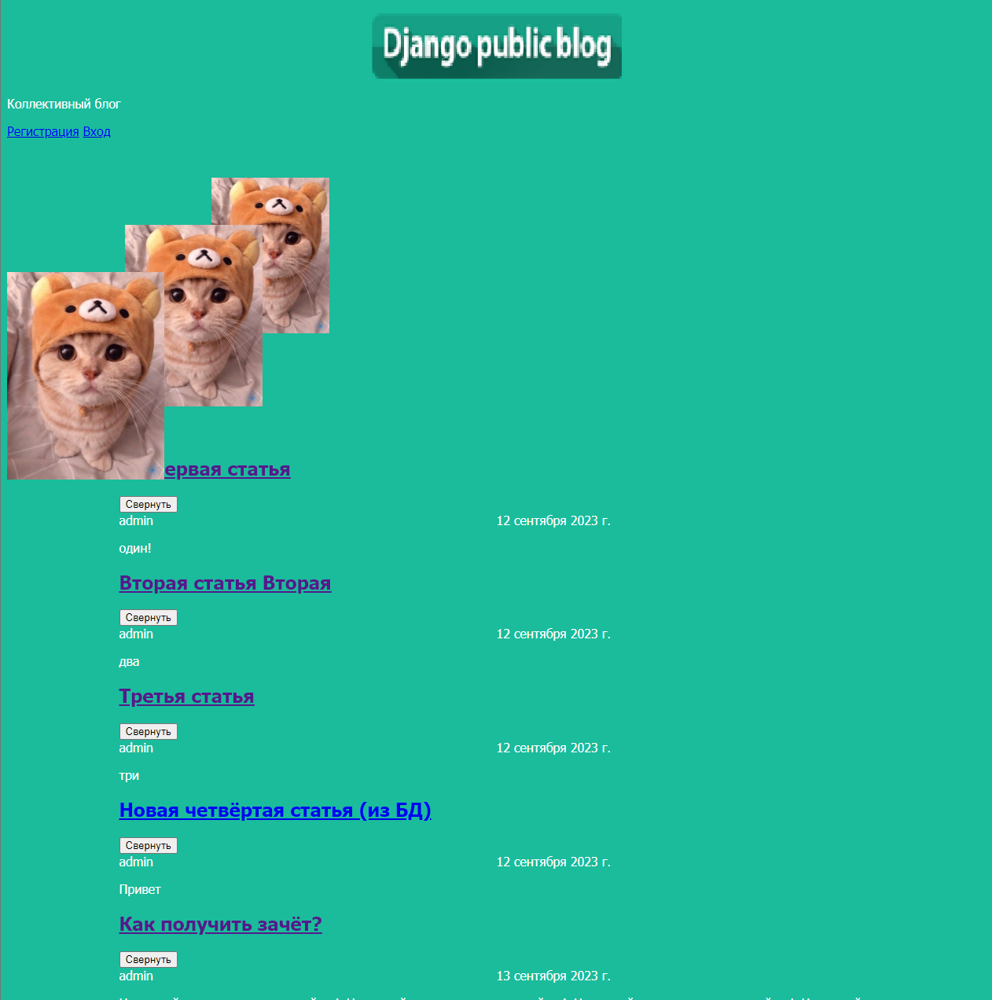 Django public blog
Коллективный блог
Регистрация Вход
ервая статья
Свернуть
admin 12 сентября 2023 г.
один!
Вторая статья Вторая
Свернуть
admin 12 сентября 2023 г.
два
Третья статья
Свернуть
admin 12 сентября 2023 г.
три
Новая четвёртая статья (из БД)
Свернуть
admin 12 сентября 2023 г.
Привет
Как получить зачёт?
Свернуть
admin 13 сентября 2023 г.